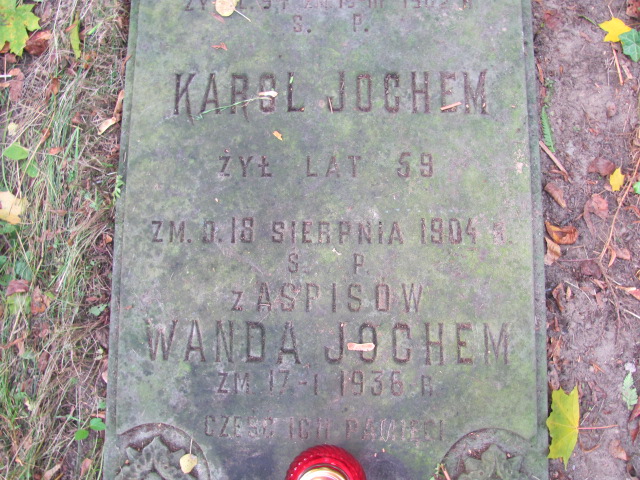 S. P.
KAROL JOCHEM
ŻYŁ LAT 59
ZM. D. 18 SIERPNIA 1904 R.
S. P.
z ASPISÓW
WANDA JOCHEM
ZM 17-I 1938 R
CZEŚĆ ICH PAMIĘCI